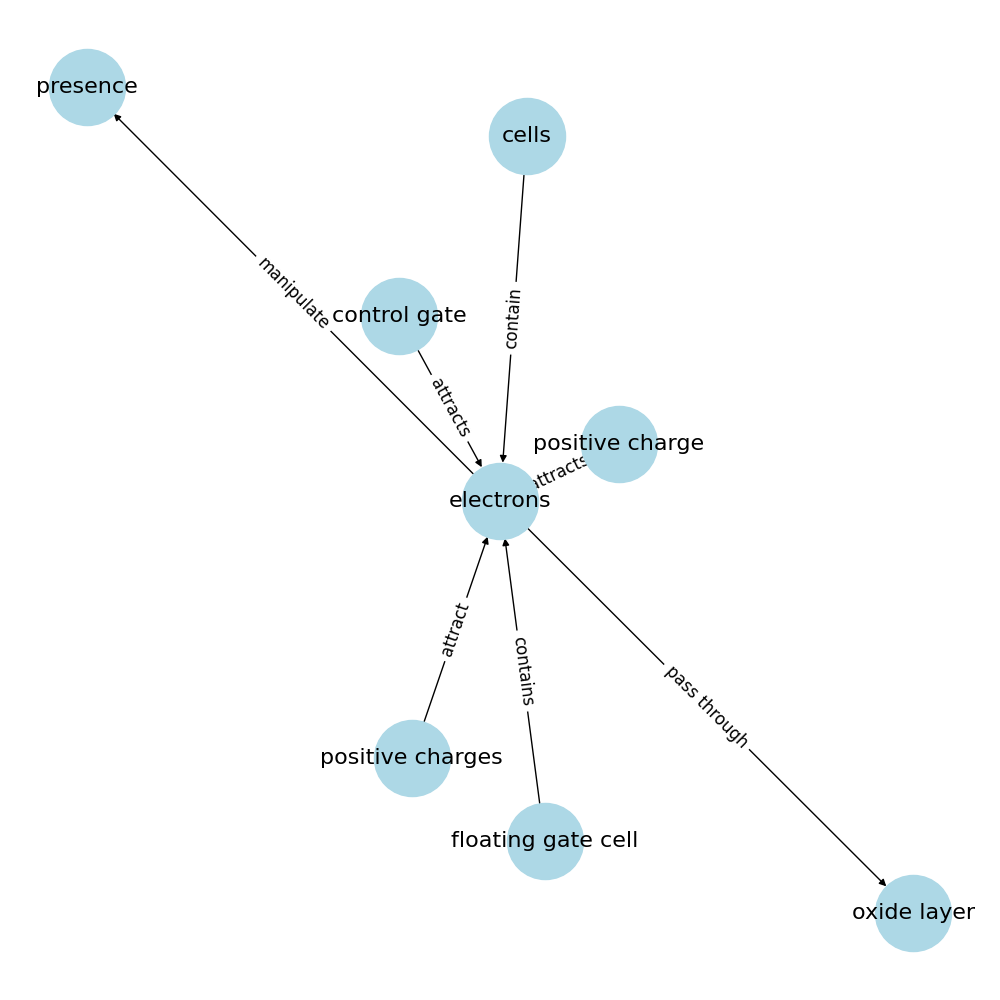 presence
cells
manipulate
control gate
contain
attracts
positive charge
attracts
electrons
attract
contains
pass through
positive charges
floating gate cell
oxide layer